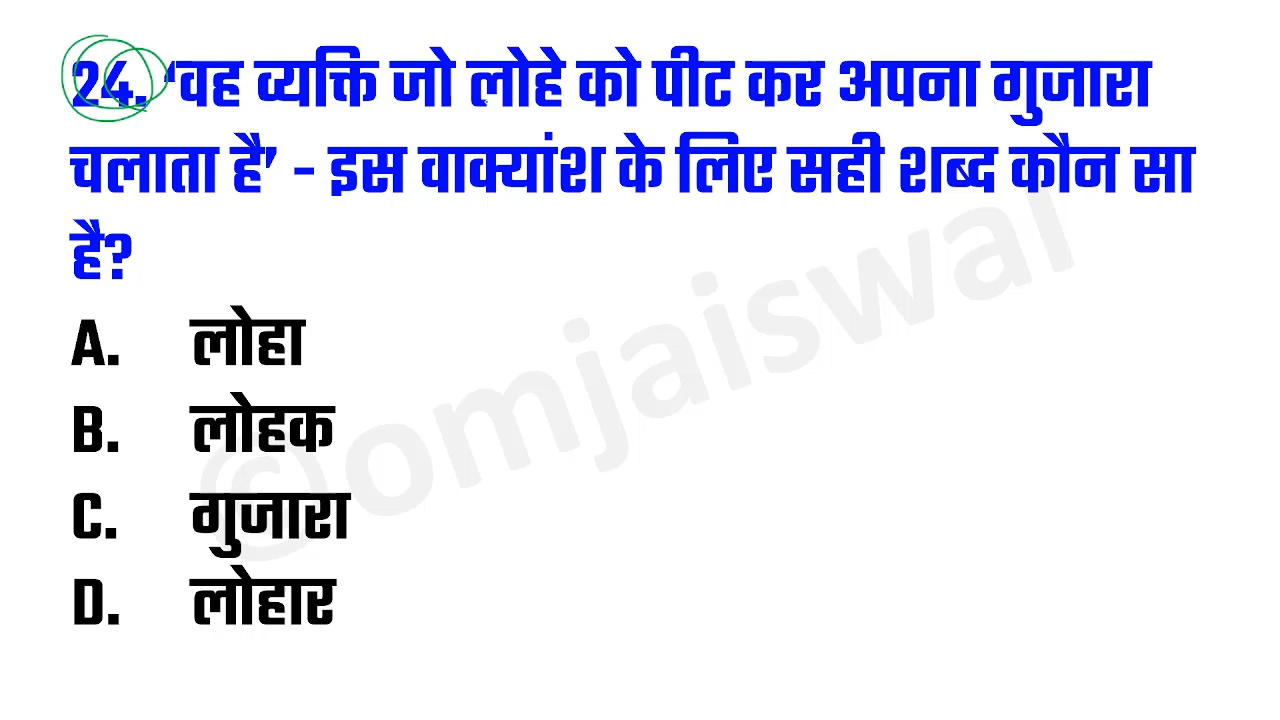 24. ‘वह व्यक्ति जो लोहे को पीट कर अपना गुजारा
चलाता है’ - इस वाक्यांश के लिए सही शब्द कौन सा
है?
A. लोहा
B. लोहक
C. गुजारा
D. लोहार
©omjaiswal